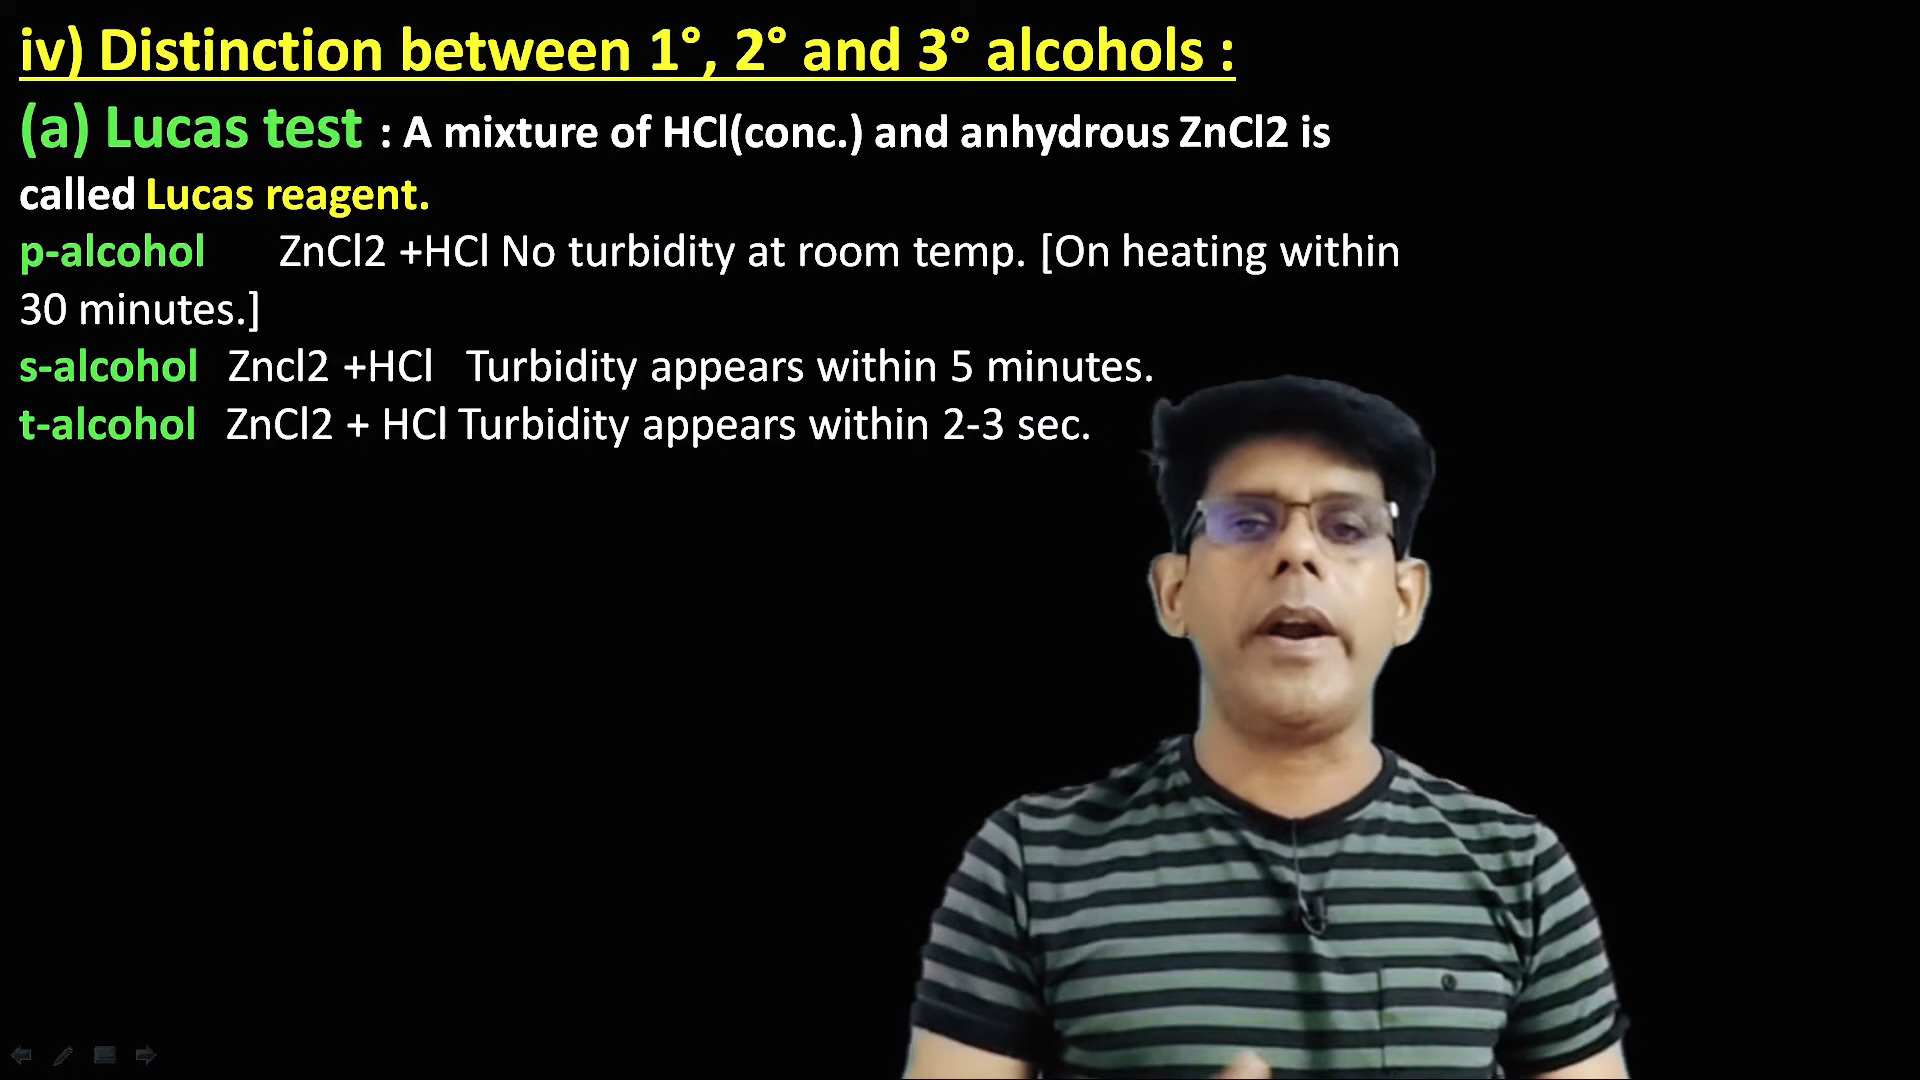 iv) Distinction between 1°, 2° and 3° alcohols :
(a) Lucas test : A mixture of HCl(conc.) and anhydrous ZnCl2 is
called Lucas reagent.
p-alcohol ZnCl2 +HCl No turbidity at room temp. [On heating within
30 minutes.]
s-alcohol Zncl2 +HCl Turbidity appears within 5 minutes.
t-alcohol ZnCl2 + HCl Turbidity appears within 2-3 sec.